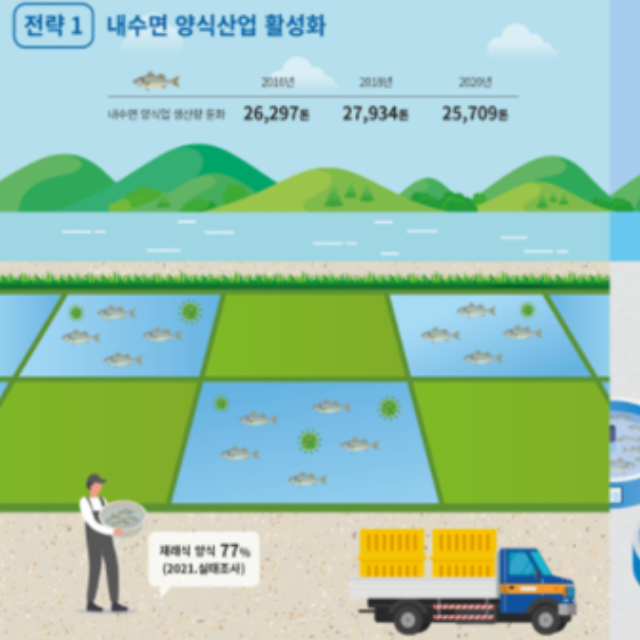 전략 1 내수면 양식산업 활성화
2016년 2018년 2020년
내수면 양식업 생산량 둔화 26,297톤 27,934톤 25,709톤
재래식 양식 77%
(2021.실태조사)